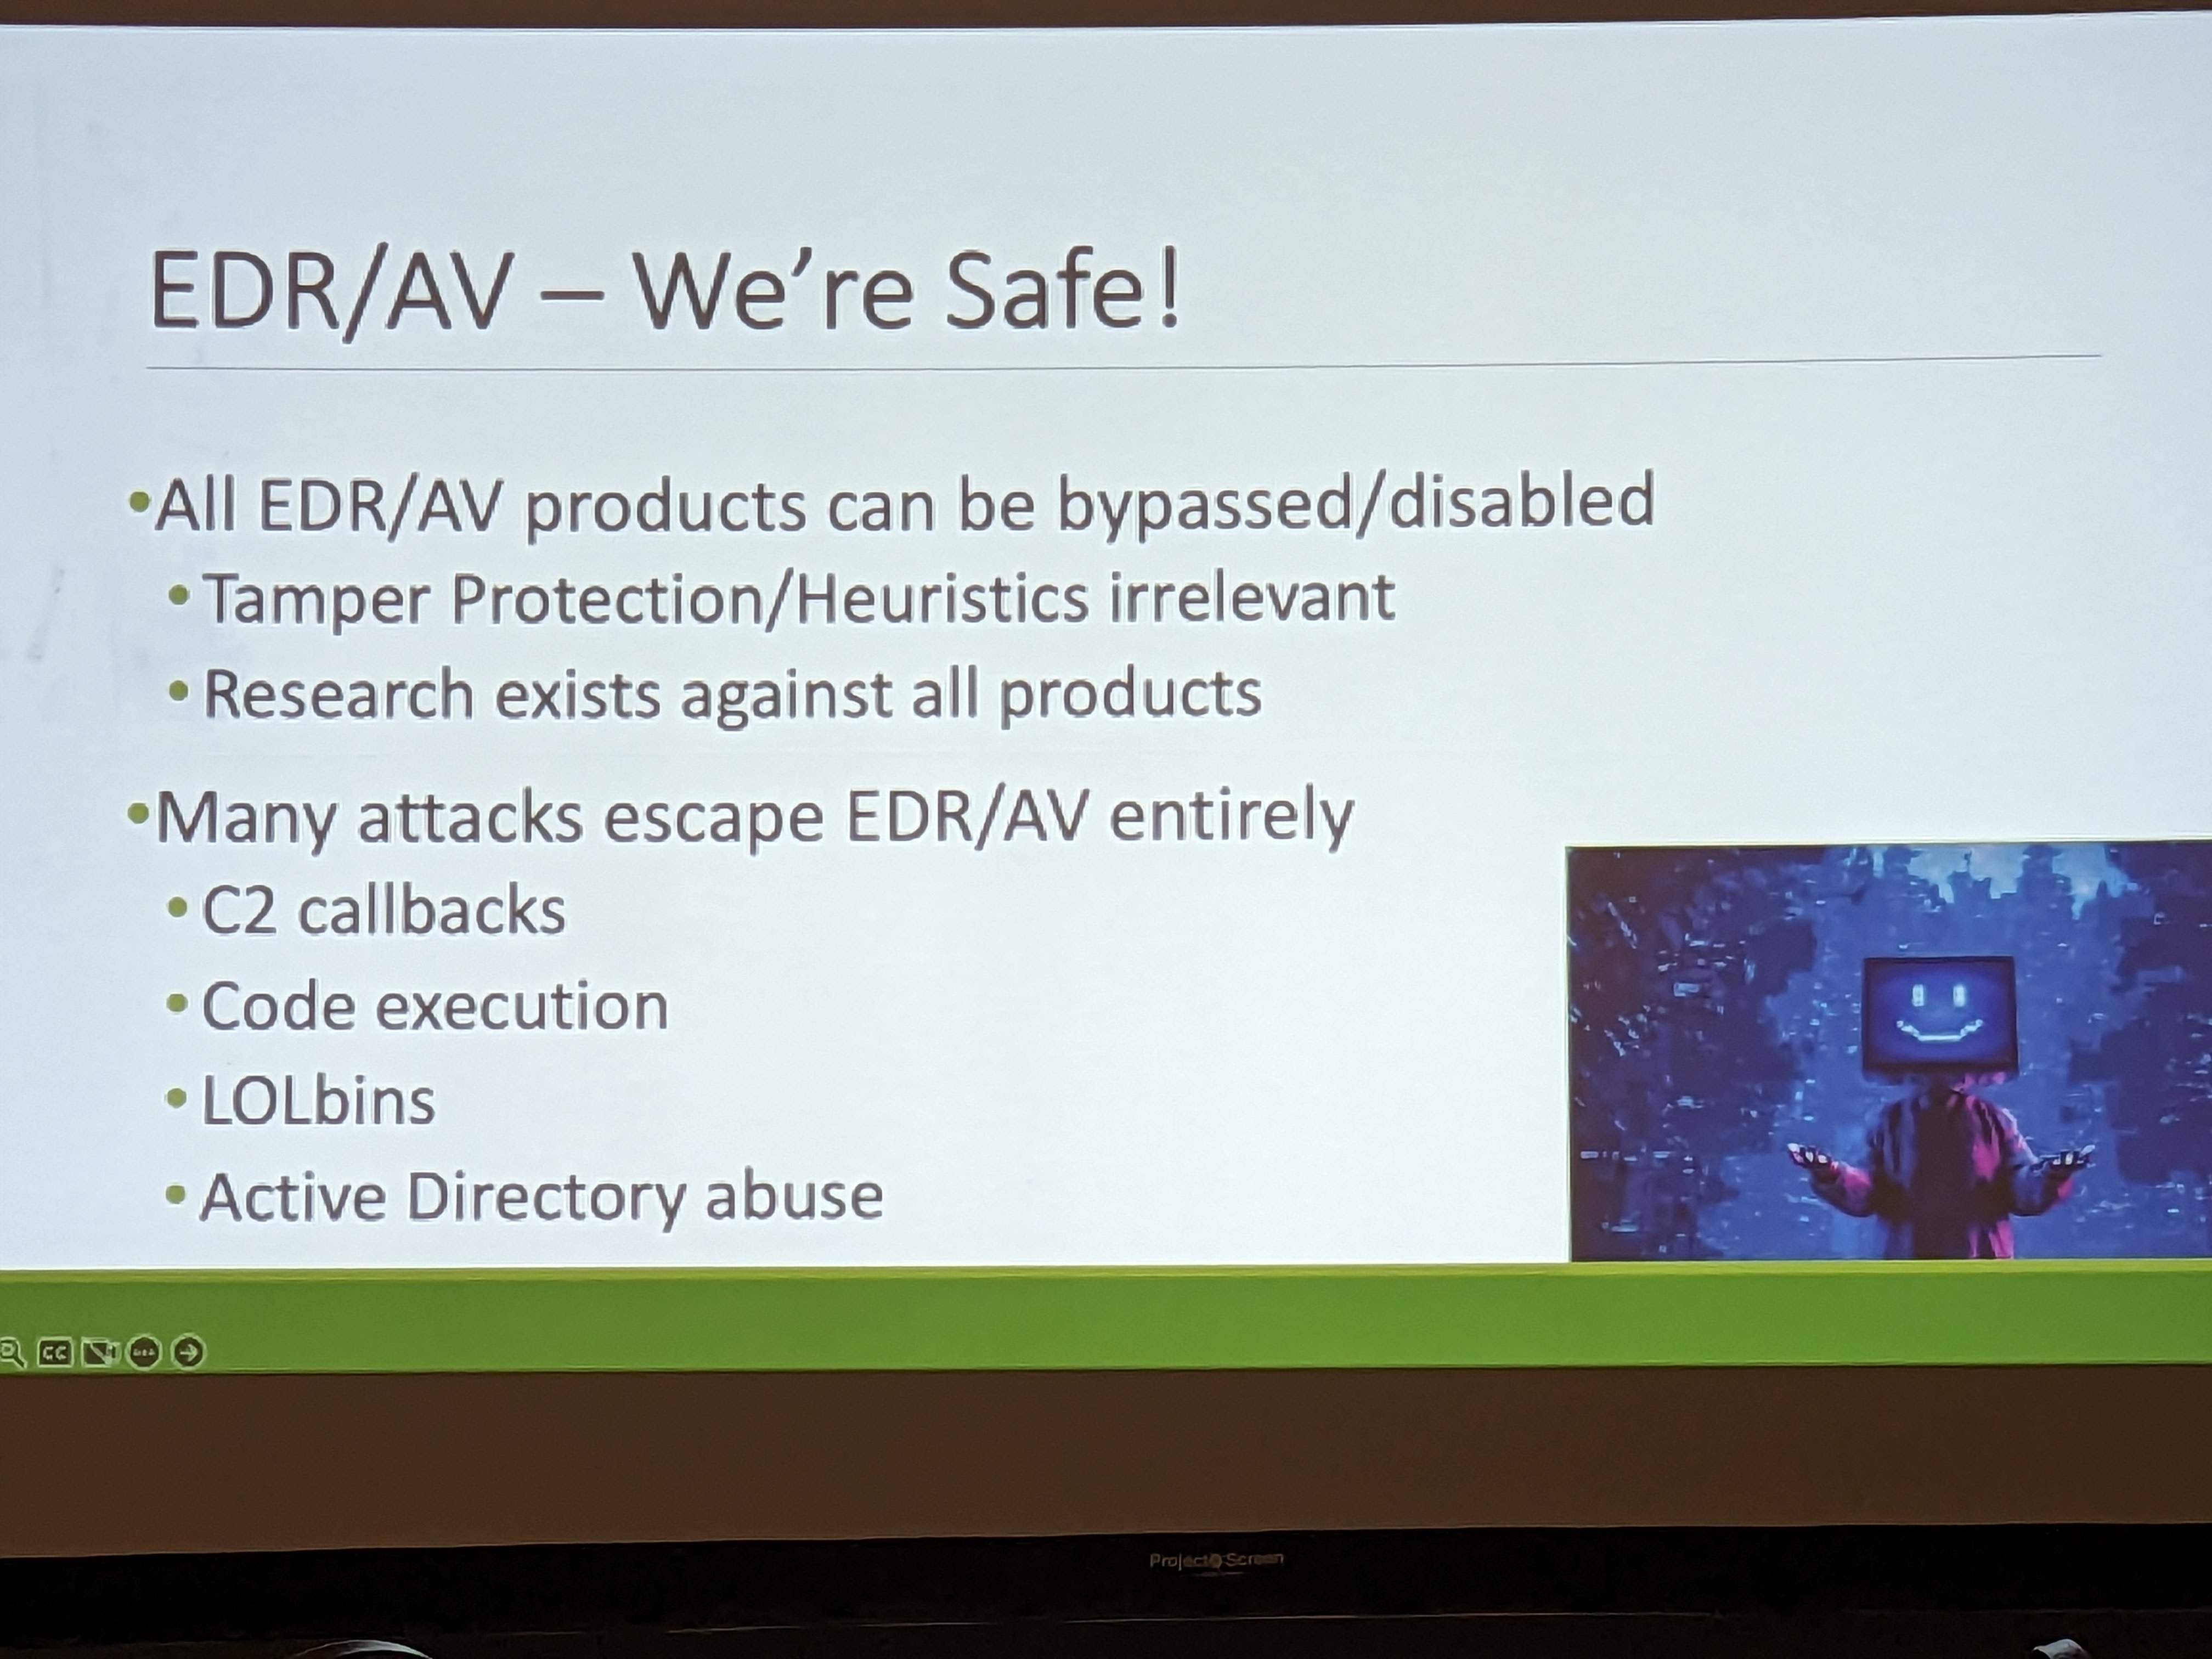 EDR/AV – We’re Safe!
•All EDR/AV products can be bypassed/disabled
• Tamper Protection/Heuristics irrelevant
• Research exists against all products
•Many attacks escape EDR/AV entirely
• C2 callbacks
• Code execution
• LOLbins
• Active Directory abuse
CC
Project Screen